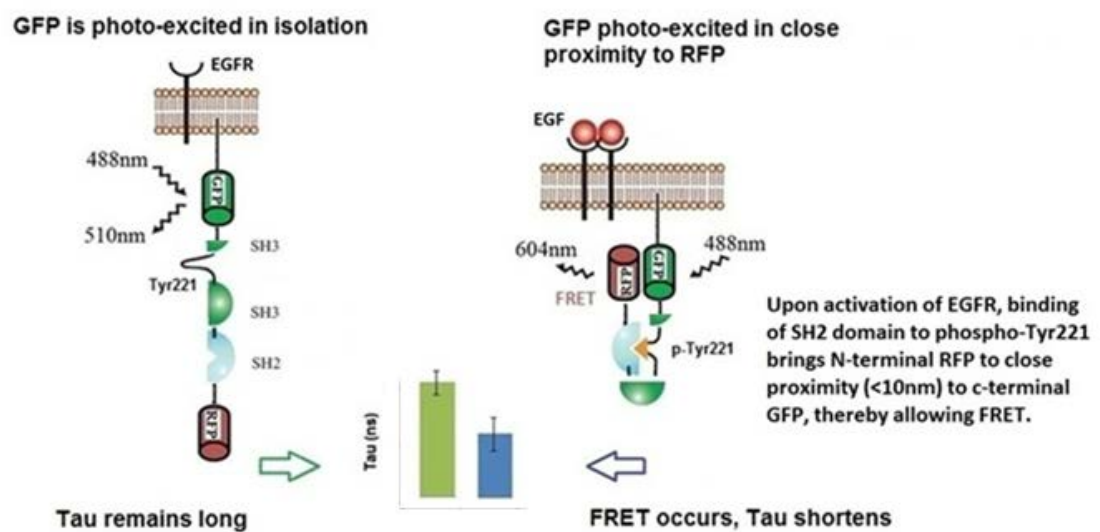 GFP is photo-excited in isolation
EGFR
488nm
GFP
510nm
SH3
Tyr221
SH3
SH2
RFP
Tau remains long
Tau (ns)
GFP photo-excited in close
proximity to RFP
EGF
604nm
488nm
RFP
GFP
FRET
p-Tyr221
Upon activation of EGFR, binding
of SH2 domain to phospho-Tyr221
brings N-terminal RFP to close
proximity (<10nm) to c-terminal
GFP, thereby allowing FRET.
FRET occurs, Tau shortens